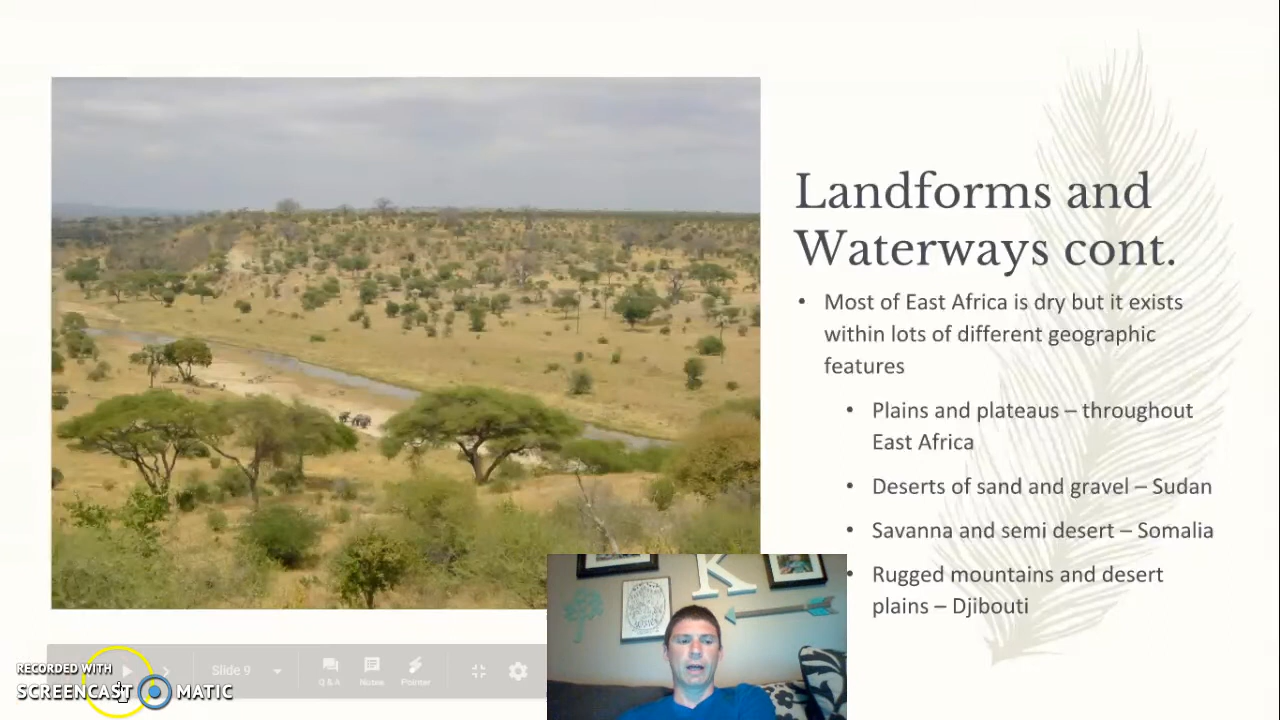 Landforms and
Waterways cont.
• Most of East Africa is dry but it exists
within lots of different geographic
features
• Plains and plateaus – throughout
East Africa
• Deserts of sand and gravel – Sudan
• Savanna and semi desert – Somalia
• Rugged mountains and desert
plains – Djibouti
K
Slide 9
Q & A
Notes
Pointer
RECORDED WITH
SCREENCAST MATIC